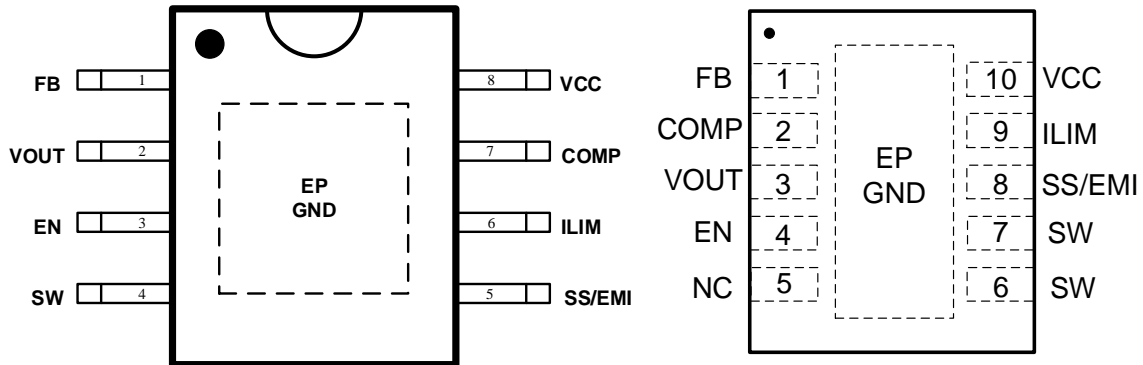 FB 1
8 VCC
VOUT 2
7 COMP
EN 3
6 ILIM
SW 4
5 SS/EMI
EP
GND
FB 1
10 VCC
COMP 2
9 ILIM
VOUT 3
8 SS/EMI
EN 4
7 SW
NC 5
6 SW
EP
GND